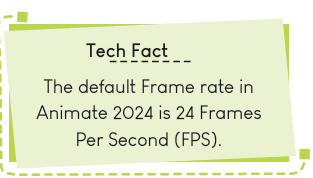 Tech Fact
The default Frame rate in
Animate 2024 is 24 Frames
Per Second (FPS).